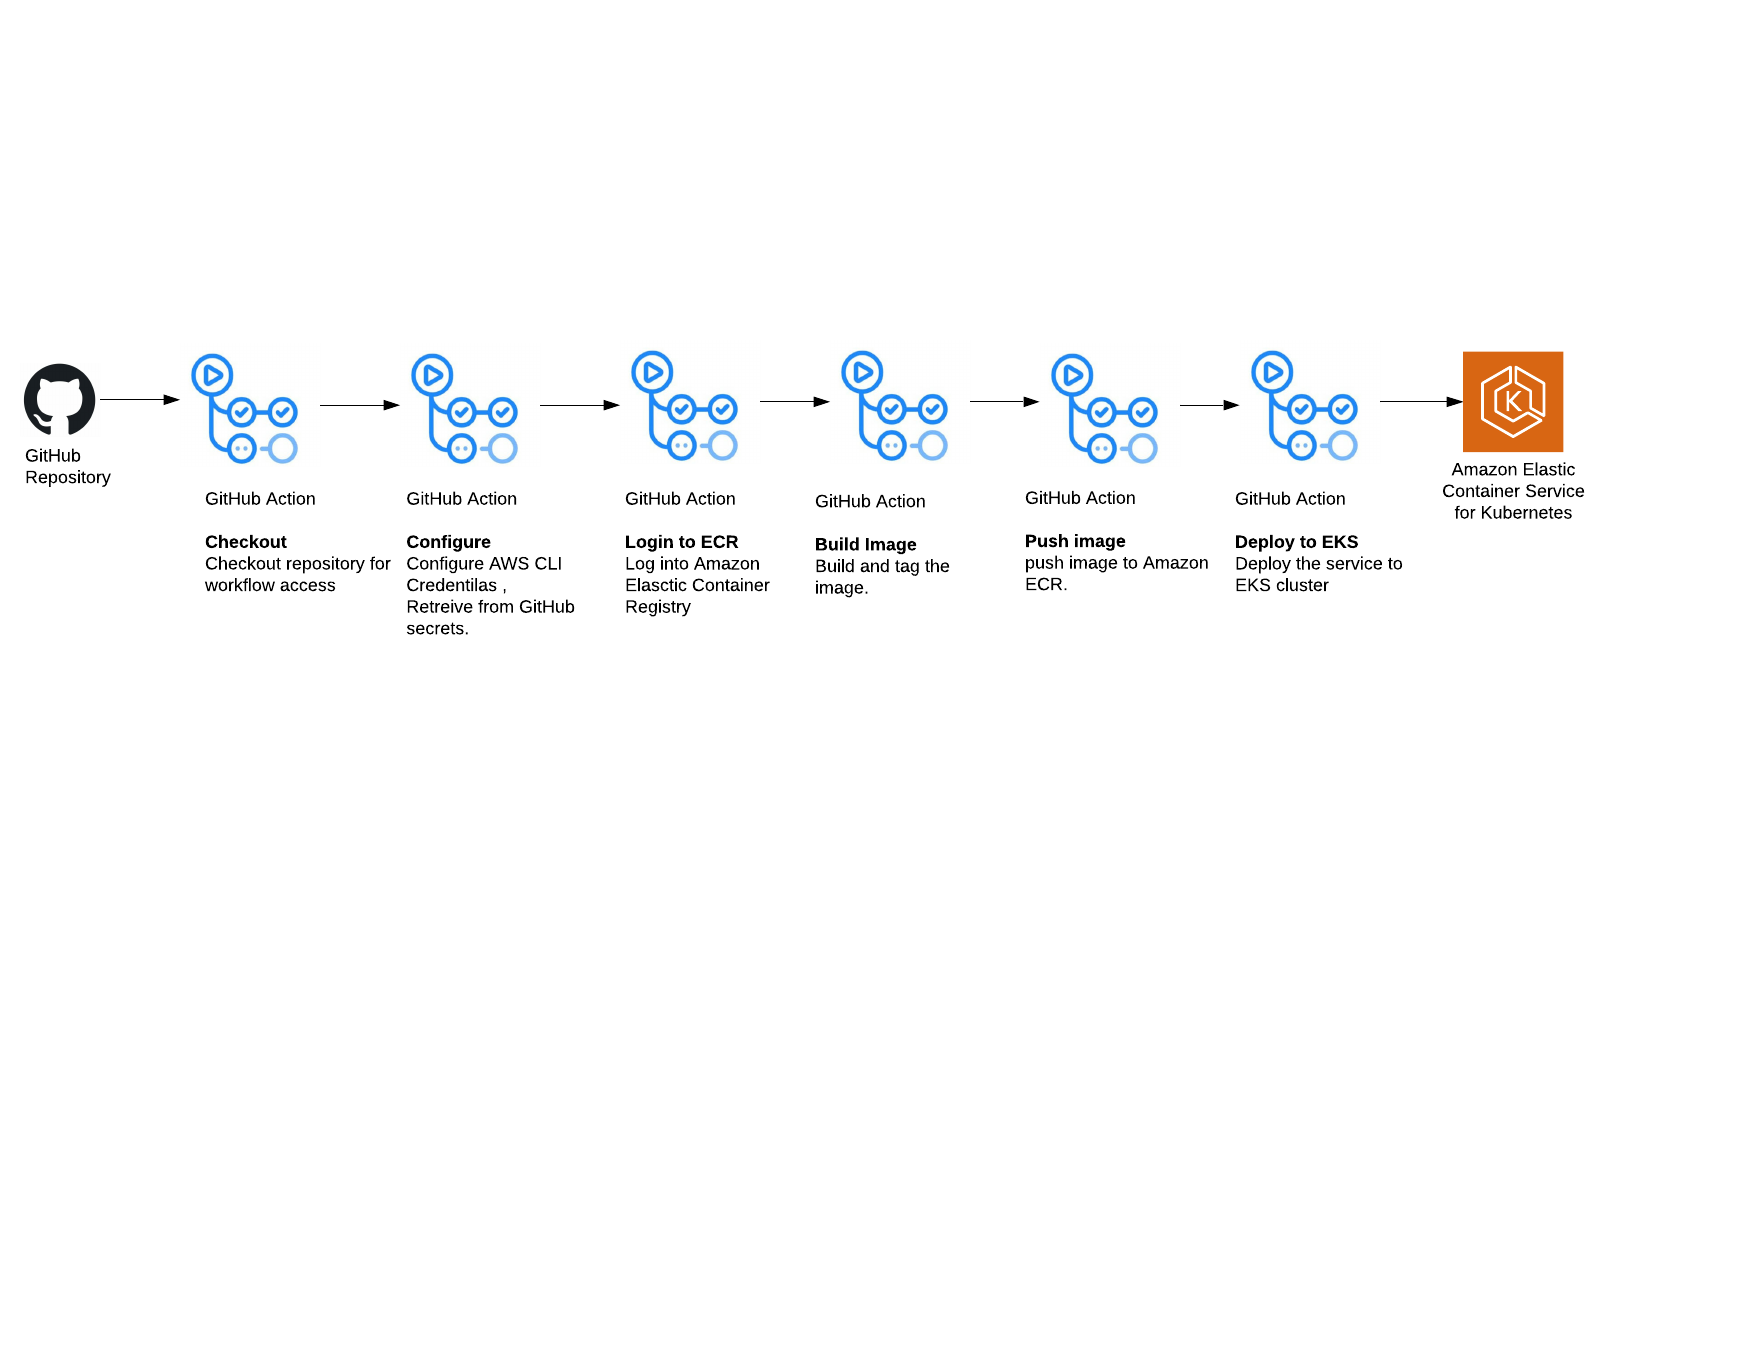 GitHub
Repository
GitHub Action
Checkout
Checkout repository for
workflow access
GitHub Action
Configure
Configure AWS CLI
Credentilas ,
Retreive from GitHub
secrets.
GitHub Action
Login to ECR
Log into Amazon
Elasctic Container
Registry
GitHub Action
Build Image
Build and tag the
image.
GitHub Action
Push image
push image to Amazon
ECR.
GitHub Action
Deploy to EKS
Deploy the service to
EKS cluster
K
Amazon Elastic
Container Service
for Kubernetes